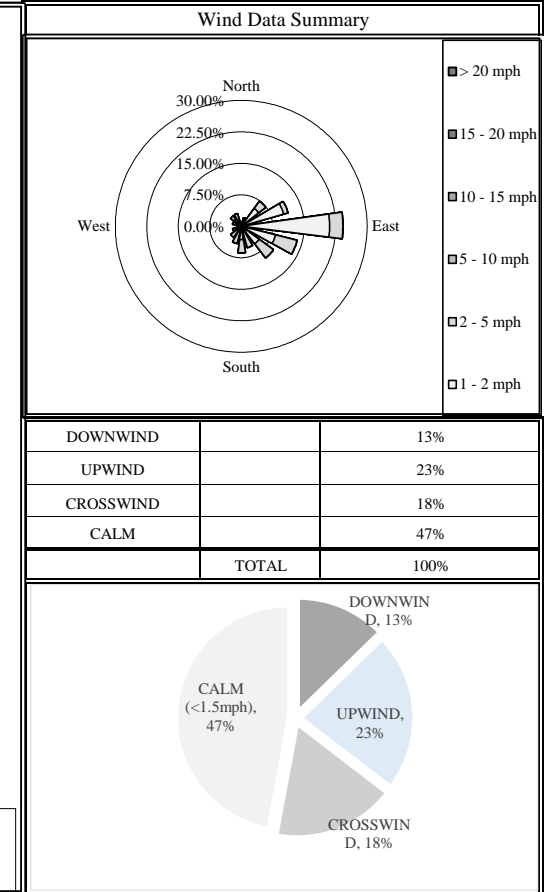 Wind Data Summary
North
30.00%
22.50%
15.00%
7.50%
West
0.00%
East
South
> 20 mph
15 - 20 mph
10 - 15 mph
5 - 10 mph
2 - 5 mph
1 - 2 mph
DOWNWIND 13%
UPWIND 23%
CROSSWIND 18%
CALM 47%
TOTAL 100%
DOWNWIN
D, 13%
CALM
(<1.5mph),
47%
UPWIND,
23%
CROSSWIN
D, 18%